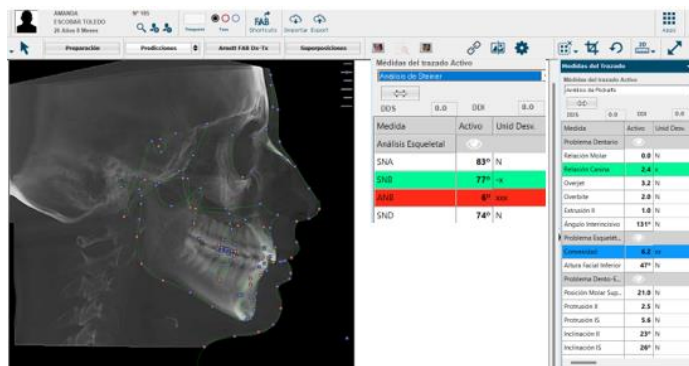 AMANDA
ESCOBAR TOLEDO
26 Años 0 Meses
Nº 105
FAB
Shortcuts
Importar Export
Apps
Preparación
Predicciones
Arnett FAB Dx-Tx
Superposiciones
Medidas del trazado Activo
Análisis de Steiner
DDS 0.0 DDI 0.0
Medida Activo Unid Desv.
Análisis Esqueletal
SNA 83º N
SNB 77º -x
ANB 6º xxx
SND 74º N
Medidas del Trazado
Medidas del trazado Activo
Análisis de Ricketts
DDS 0.0 DDI 0.0
Medida Activo Unid Desv.
Problema Dentario
Relación Molar 0.0 N
Relación Canina 2.4 x
Overjet 3.2 N
Overbite 2.0 N
Extrusión II 1.0 N
Ángulo Interincisivo 131º N
Problema Esquelét...
Convexidad 6.2 xx
Altura Facial Inferior 47º N
Problema Dento-E...
Posición Molar Sup... 21.0 N
Protrusión II 2.5 N
Protrusión IS 5.6 N
Inclinación II 23º N
Inclinación IS 26º N